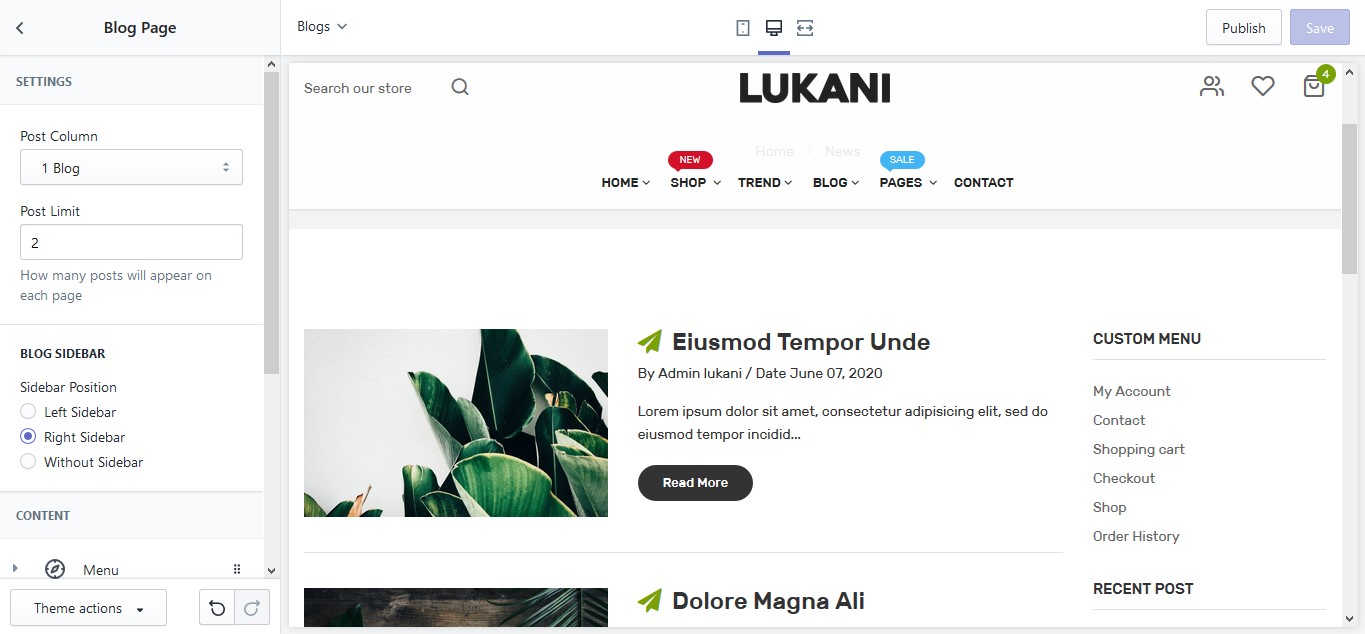 Blog Page
SETTINGS
Post Column
1 Blog
Post Limit
2
How many posts will appear on
each page
BLOG SIDEBAR
Sidebar Position
Left Sidebar
Right Sidebar
Without Sidebar
CONTENT
Menu
Theme actions
Blogs
Publish
Save
Search our store
LUKANI
4
Home / News
NEW
SALE
HOME SHOP TREND BLOG PAGES CONTACT
Eiusmod Tempor Unde
By Admin lukani / Date June 07, 2020
Lorem ipsum dolor sit amet, consectetur adipisicing elit, sed do
eiusmod tempor incidid...
Read More
Dolore Magna Ali
CUSTOM MENU
My Account
Contact
Shopping cart
Checkout
Shop
Order History
RECENT POST